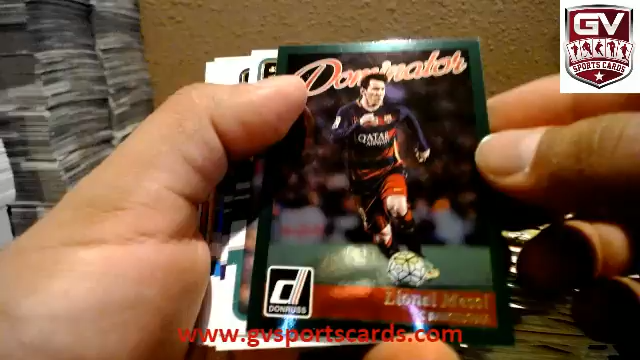 GV
SPORTS CARDS
Dominator
QATAR
AIRWAYS
Lionel Messi
DONRUSS
BARCELONA
www.gvsportscards.com